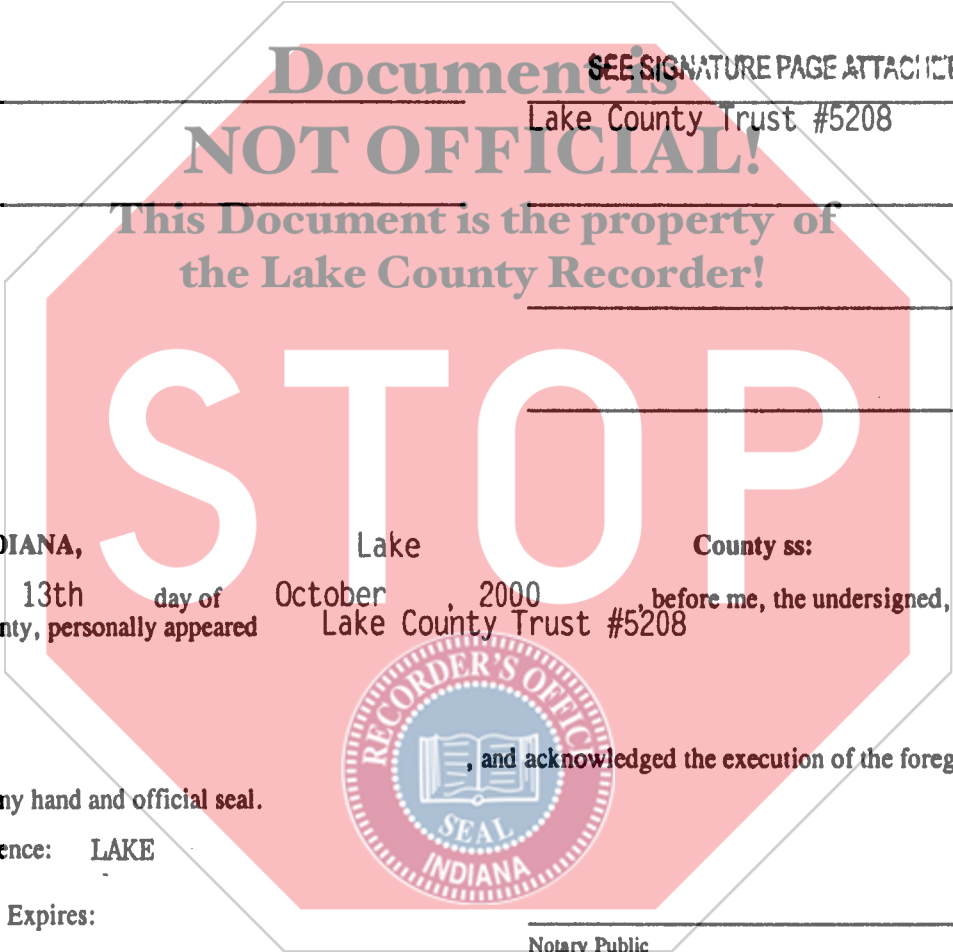 Document is
SEE SIGNATURE PAGE ATTACHED
Lake County Trust #5208
NOT OFFICIAL!
This Document is the property of
the Lake County Recorder!
STOP
DIANA, Lake County ss:
13th day of October , 2000 , before me, the undersigned,
nty, personally appeared Lake County Trust #5208
RECORDER'S OFFICE
, and acknowledged the execution of the foreg
ny hand and official seal.
SEAL
ence: LAKE
INDIANA
Expires:
Notary Public